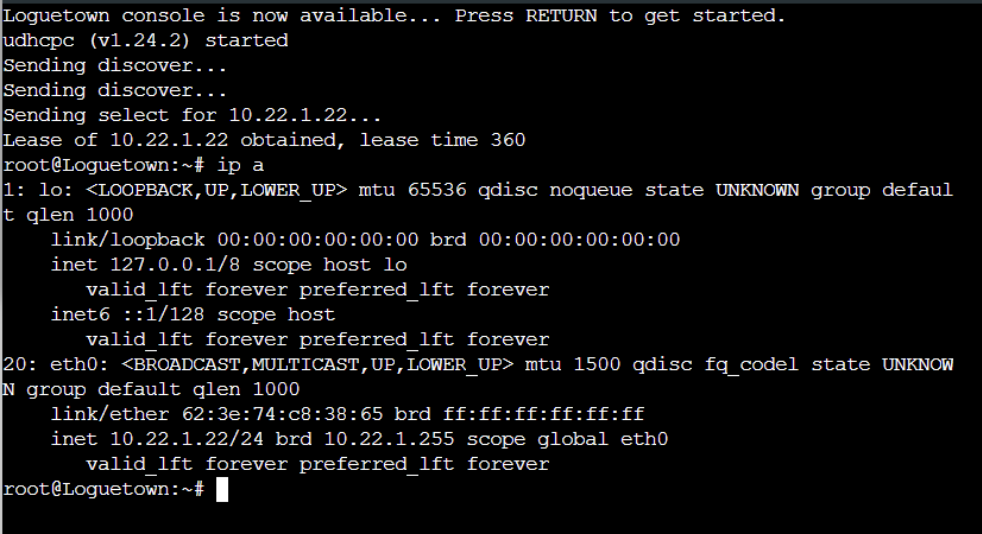 Loguetown console is now available... Press RETURN to get started.
udhcpc (v1.24.2) started
Sending discover...
Sending discover...
Sending select for 10.22.1.22...
Lease of 10.22.1.22 obtained, lease time 360
root@Loguetown:~# ip a
1: lo: <LOOPBACK,UP,LOWER_UP> mtu 65536 qdisc noqueue state UNKNOWN group defaul
t qlen 1000
    link/loopback 00:00:00:00:00:00 brd 00:00:00:00:00:00
    inet 127.0.0.1/8 scope host lo
       valid_lft forever preferred_lft forever
    inet6 ::1/128 scope host
       valid_lft forever preferred_lft forever
20: eth0: <BROADCAST,MULTICAST,UP,LOWER_UP> mtu 1500 qdisc fq_codel state UNKNOW
N group default qlen 1000
    link/ether 62:3e:74:c8:38:65 brd ff:ff:ff:ff:ff:ff
    inet 10.22.1.22/24 brd 10.22.1.255 scope global eth0
       valid_lft forever preferred_lft forever
root@Loguetown:~#